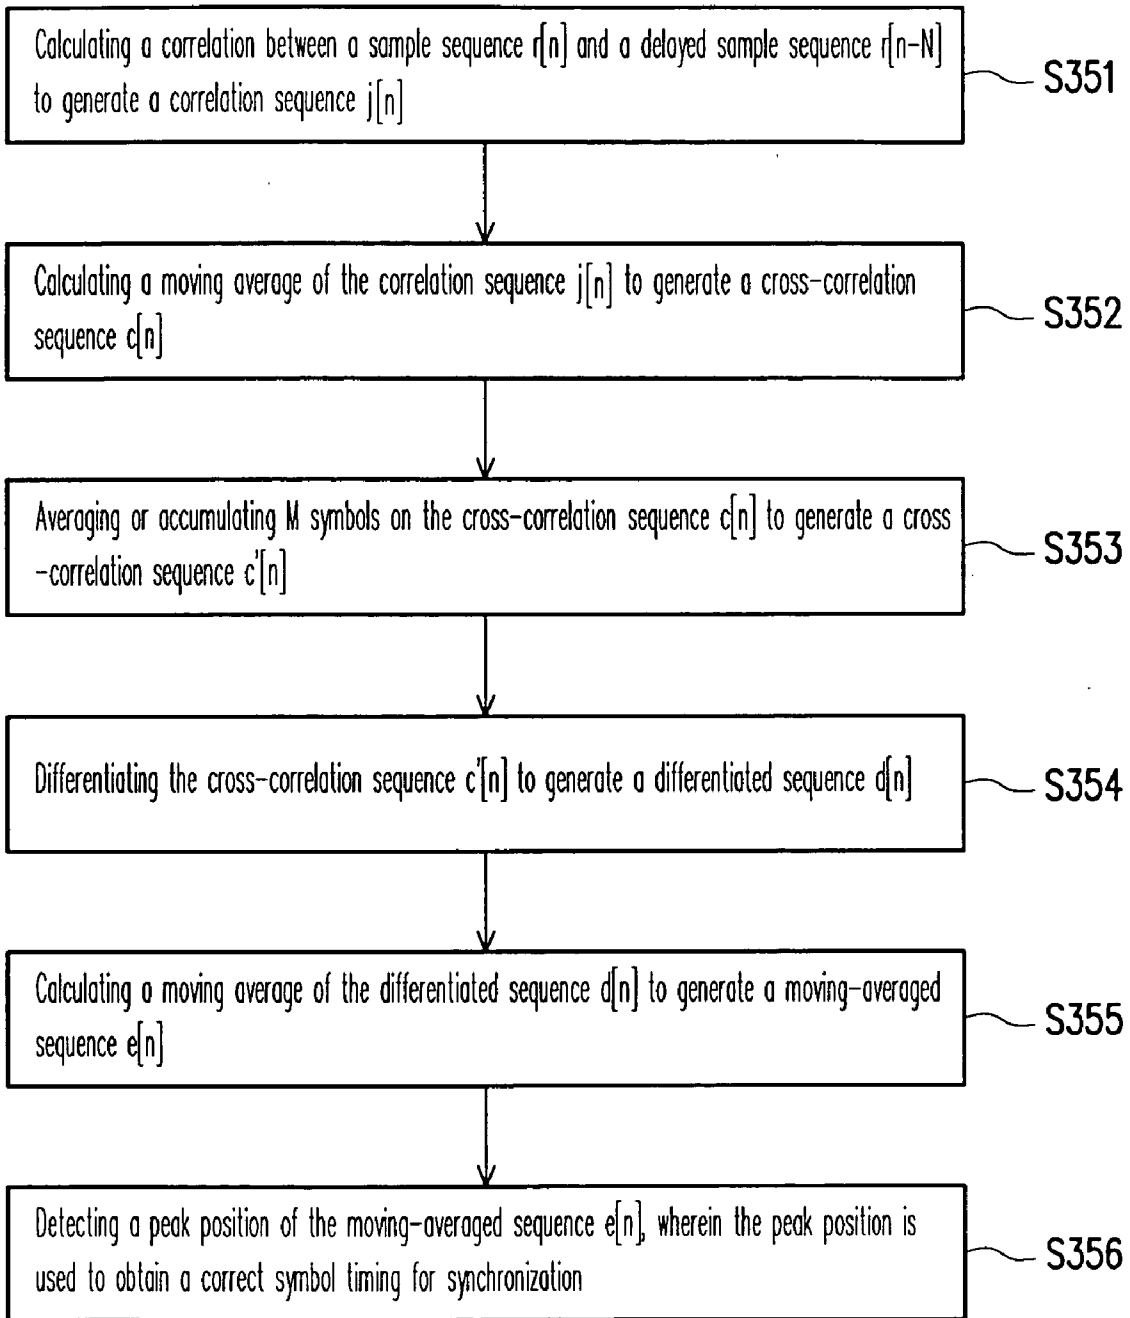 Calculating a correlation between a sample sequence r[n] and a delayed sample sequence r[n-N]
to generate a correlation sequence j[n]
S351
Calculating a moving average of the correlation sequence j[n] to generate a cross-correlation
sequence c[n]
S352
Averaging or accumulating M symbols on the cross-correlation sequence c[n] to generate a cross
-correlation sequence c'[n]
S353
Differentiating the cross-correlation sequence c'[n] to generate a differentiated sequence d[n]
S354
Calculating a moving average of the differentiated sequence d[n] to generate a moving-averaged
sequence e[n]
S355
Detecting a peak position of the moving-averaged sequence e[n], wherein the peak position is
used to obtain a correct symbol timing for synchronization
S356